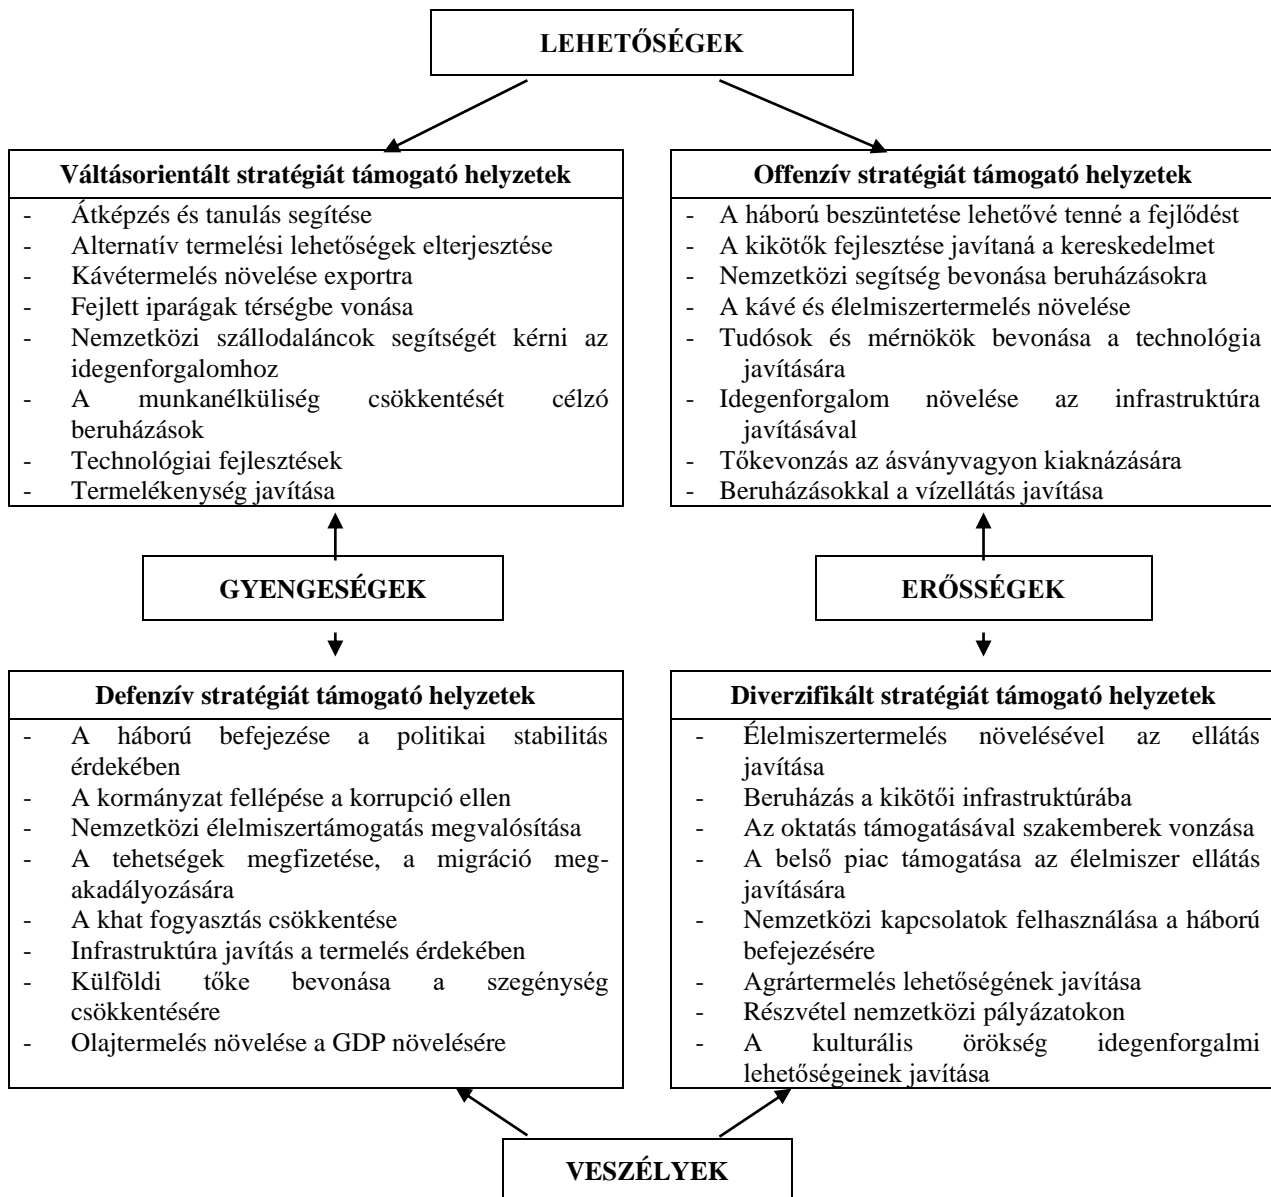 LEHETŐSÉGEK
Váltásorientált stratégiát támogató helyzetek
- Átképzés és tanulás segítése
- Alternatív termelési lehetőségek elterjesztése
- Kávétermelés növelése exportra
- Fejlett iparágak térségbe vonása
- Nemzetközi szállodaláncok segítségét kérni az
idegenforgalomhoz
- A munkanélküliség csökkentését célzó
beruházások
- Technológiai fejlesztések
- Termelékenység javítása
Offenzív stratégiát támogató helyzetek
- A háború beszüntetése lehetővé tenné a fejlődést
- A kikötők fejlesztése javítaná a kereskedelmet
- Nemzetközi segítség bevonása beruházásokra
- A kávé és élelmiszertermelés növelése
- Tudósok és mérnökök bevonása a technológia
javítására
- Idegenforgalom növelése az infrastruktúra
javításával
- Tőkevonzás az ásványvagyon kiaknázására
- Beruházásokkal a vízellátás javítása
GYENGESÉGEK
ERŐSSÉGEK
Defenzív stratégiát támogató helyzetek
- A háború befejezése a politikai stabilitás
érdekében
- A kormányzat fellépése a korrupció ellen
- Nemzetközi élelmiszertámogatás megvalósítása
- A tehetségek megfizetése, a migráció meg-
akadályozására
- A khat fogyasztás csökkentése
- Infrastruktúra javítás a termelés érdekében
- Külföldi tőke bevonása a szegénység
csökkentésére
- Olajtermelés növelése a GDP növelésére
Diverzifikált stratégiát támogató helyzetek
- Élelmiszertermelés növelésével az ellátás
javítása
- Beruházás a kikötői infrastruktúrába
- Az oktatás támogatásával szakemberek vonzása
- A belső piac támogatása az élelmiszer ellátás
javítására
- Nemzetközi kapcsolatok felhasználása a háború
befejezésére
- Agrártermelés lehetőségének javítása
- Részvétel nemzetközi pályázatokon
- A kulturális örökség idegenforgalmi
lehetőségeinek javítása
VESZÉLYEK